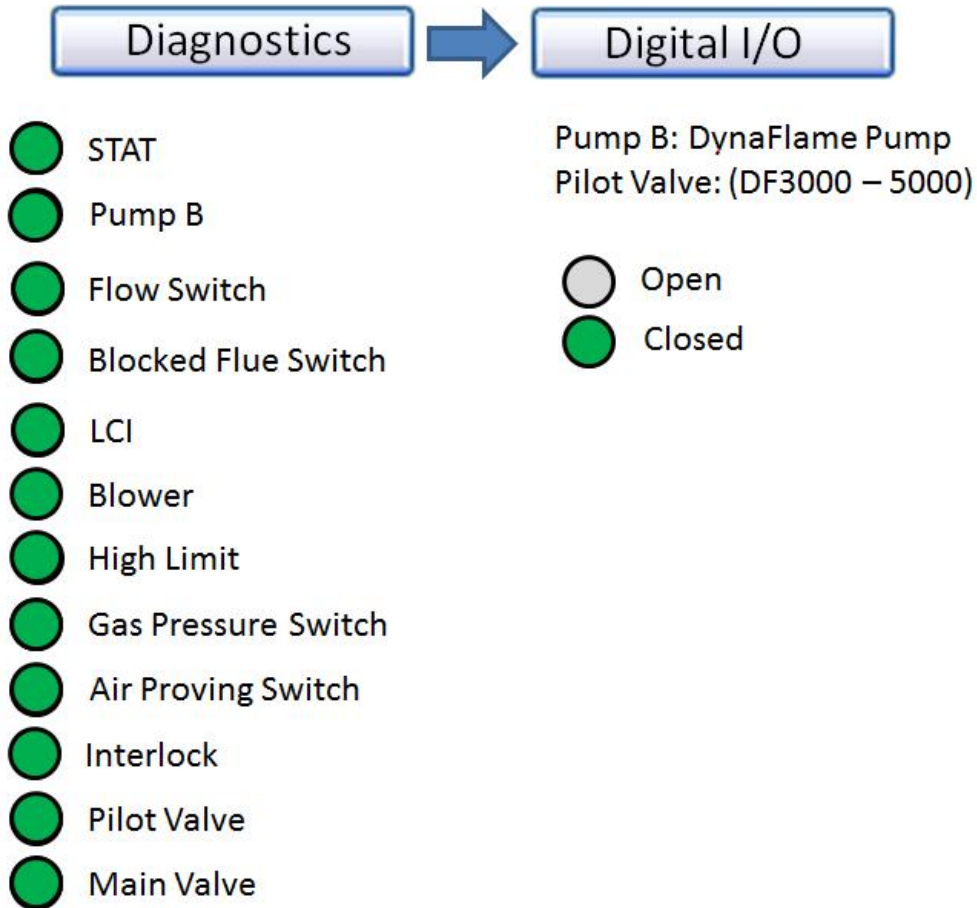 Diagnostics
Digital I/O
STAT
Pump B
Flow Switch
Blocked Flue Switch
LCI
Blower
High Limit
Gas Pressure Switch
Air Proving Switch
Interlock
Pilot Valve
Main Valve
Pump B: DynaFlame Pump
Pilot Valve: (DF3000 – 5000)
Open
Closed